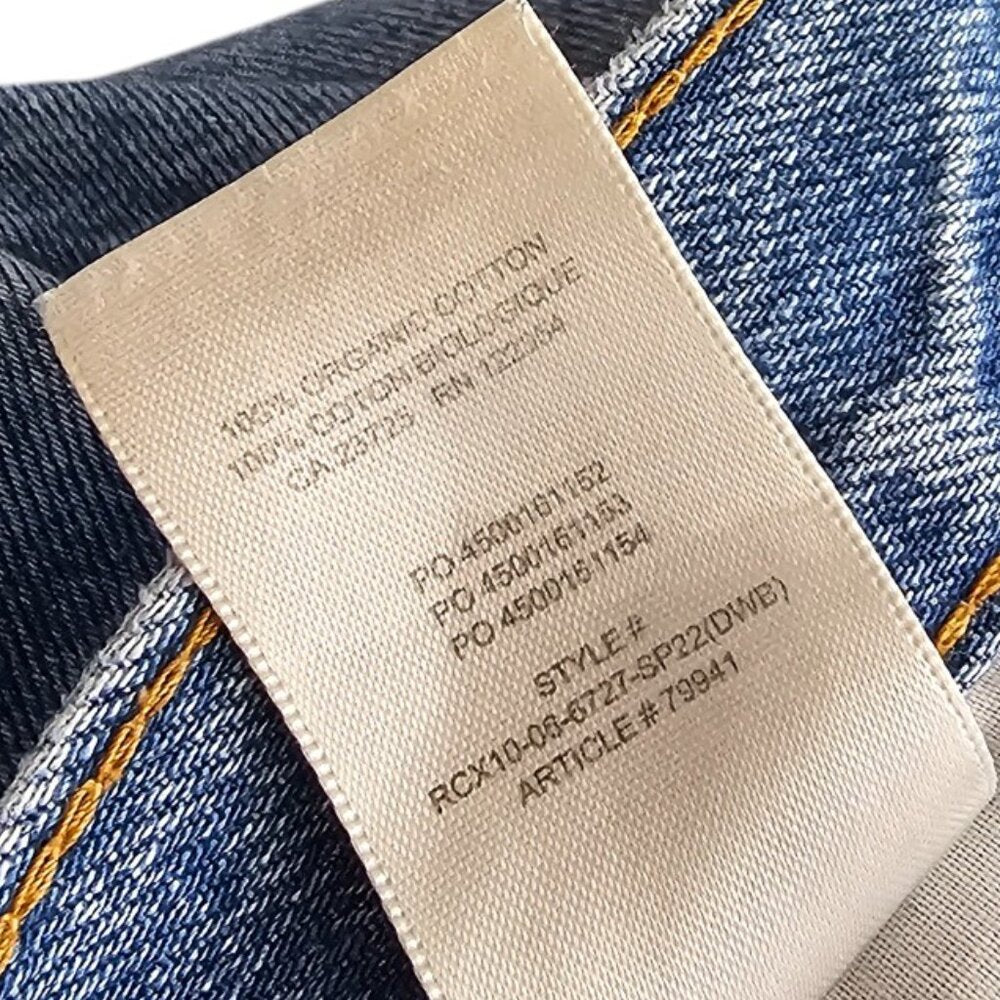 100% ORGANIC COTTON
100% COTON BIOLOGIQUE
CA 23725 RN 122354
PO 4500161152
PO 4500161153
PO 4500161154
STYLE #
RCX10-06-6727-SP22(DWB)
ARTICLE # 79941